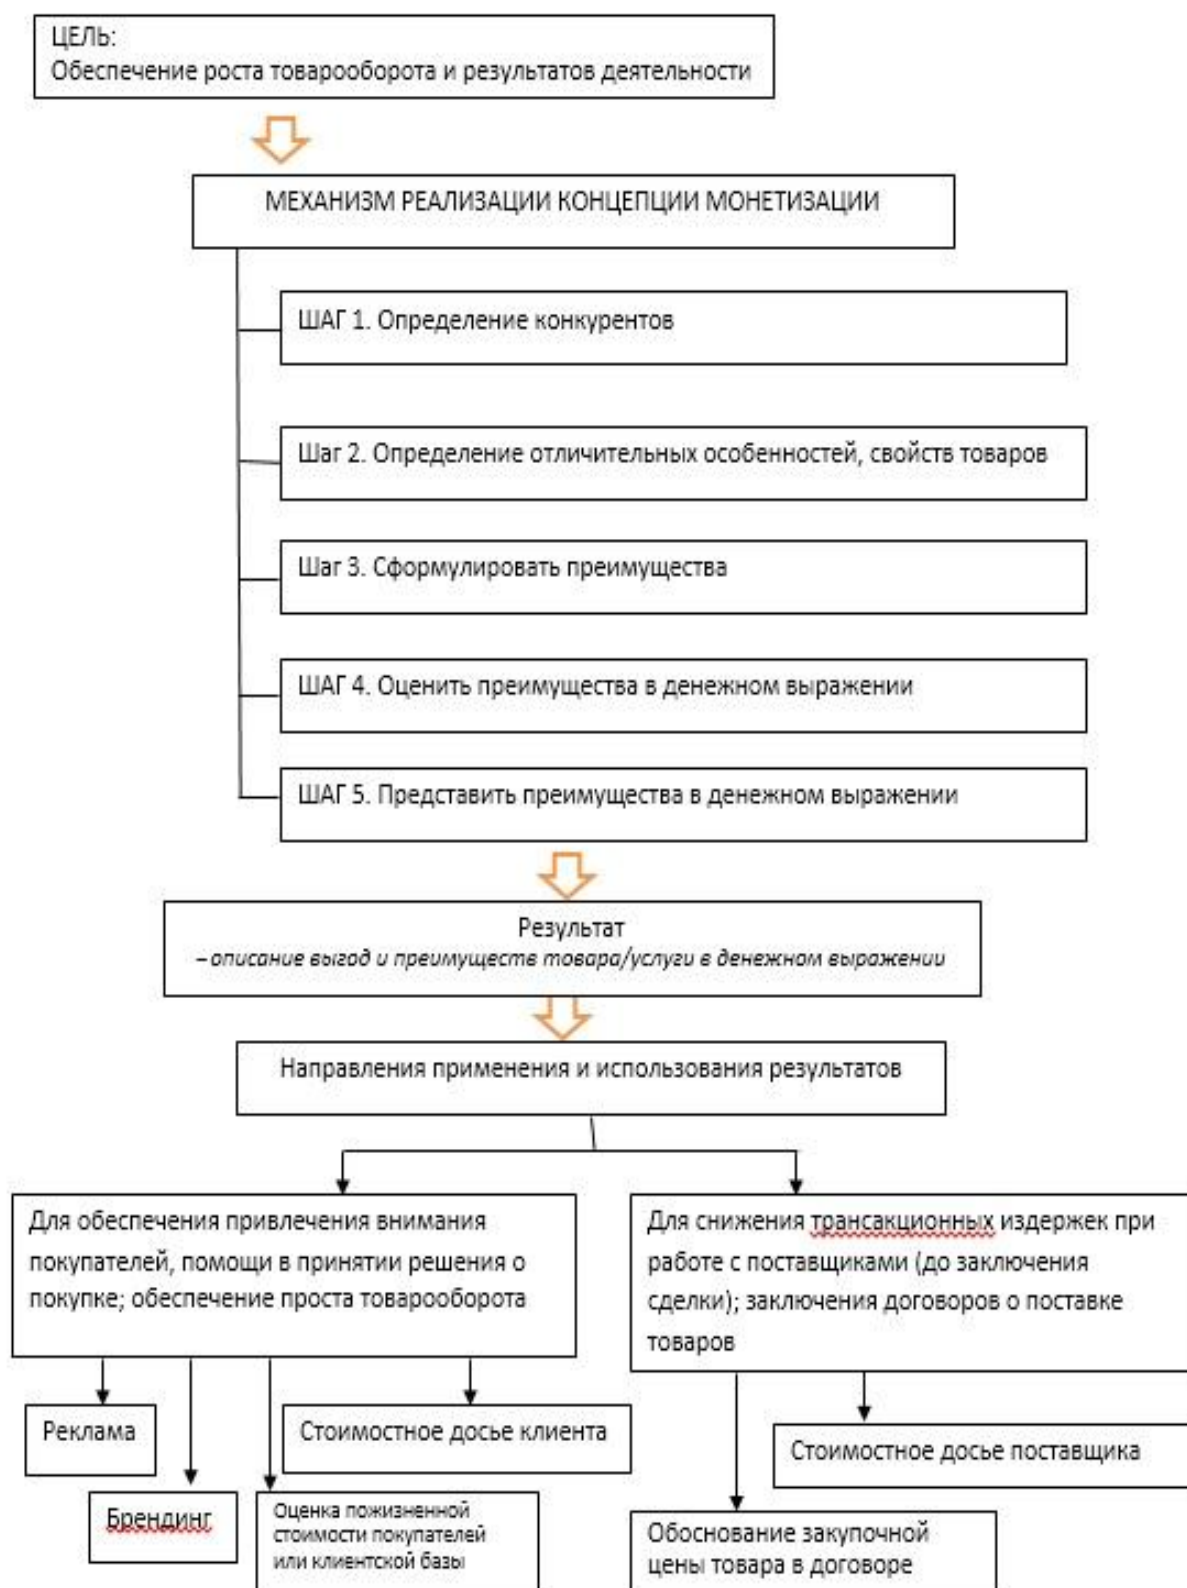 ЦЕЛЬ:
Обеспечение роста товарооборота и результатов деятельности
МЕХАНИЗМ РЕАЛИЗАЦИИ КОНЦЕПЦИИ МОНЕТИЗАЦИИ
ШАГ 1. Определение конкурентов
Шаг 2. Определение отличительных особенностей, свойств товаров
Шаг 3. Сформулировать преимущества
ШАГ 4. Оценить преимущества в денежном выражении
ШАГ 5. Представить преимущества в денежном выражении
Результат
– описание выгод и преимуществ товара/услуги в денежном выражении
Направления применения и использования результатов
Для обеспечения привлечения внимания
покупателей, помощи в принятии решения о
покупке; обеспечение проста товарооборота
Для снижения трансакционных издержек при
работе с поставщиками (до заключения
сделки); заключения договоров о поставке
товаров
Реклама
Стоимостное досье клиента
Стоимостное досье поставщика
Брендинг
Оценка пожизненной
стоимости покупателей
или клиентской базы
Обоснование закупочной
цены товара в договоре